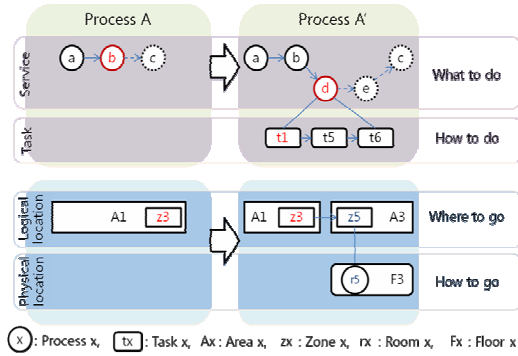 Process A Process A'
Service
a b c a b c
d e
What to do
Task
t1 t5 t6
How to do
Logical location
A1 z3 A1 z3 z5 A3
Where to go
Physical location
r5 F3
How to go
x : Process x, tx : Task x, Ax : Area x, zx : Zone x, rx : Room x, Fx : Floor x